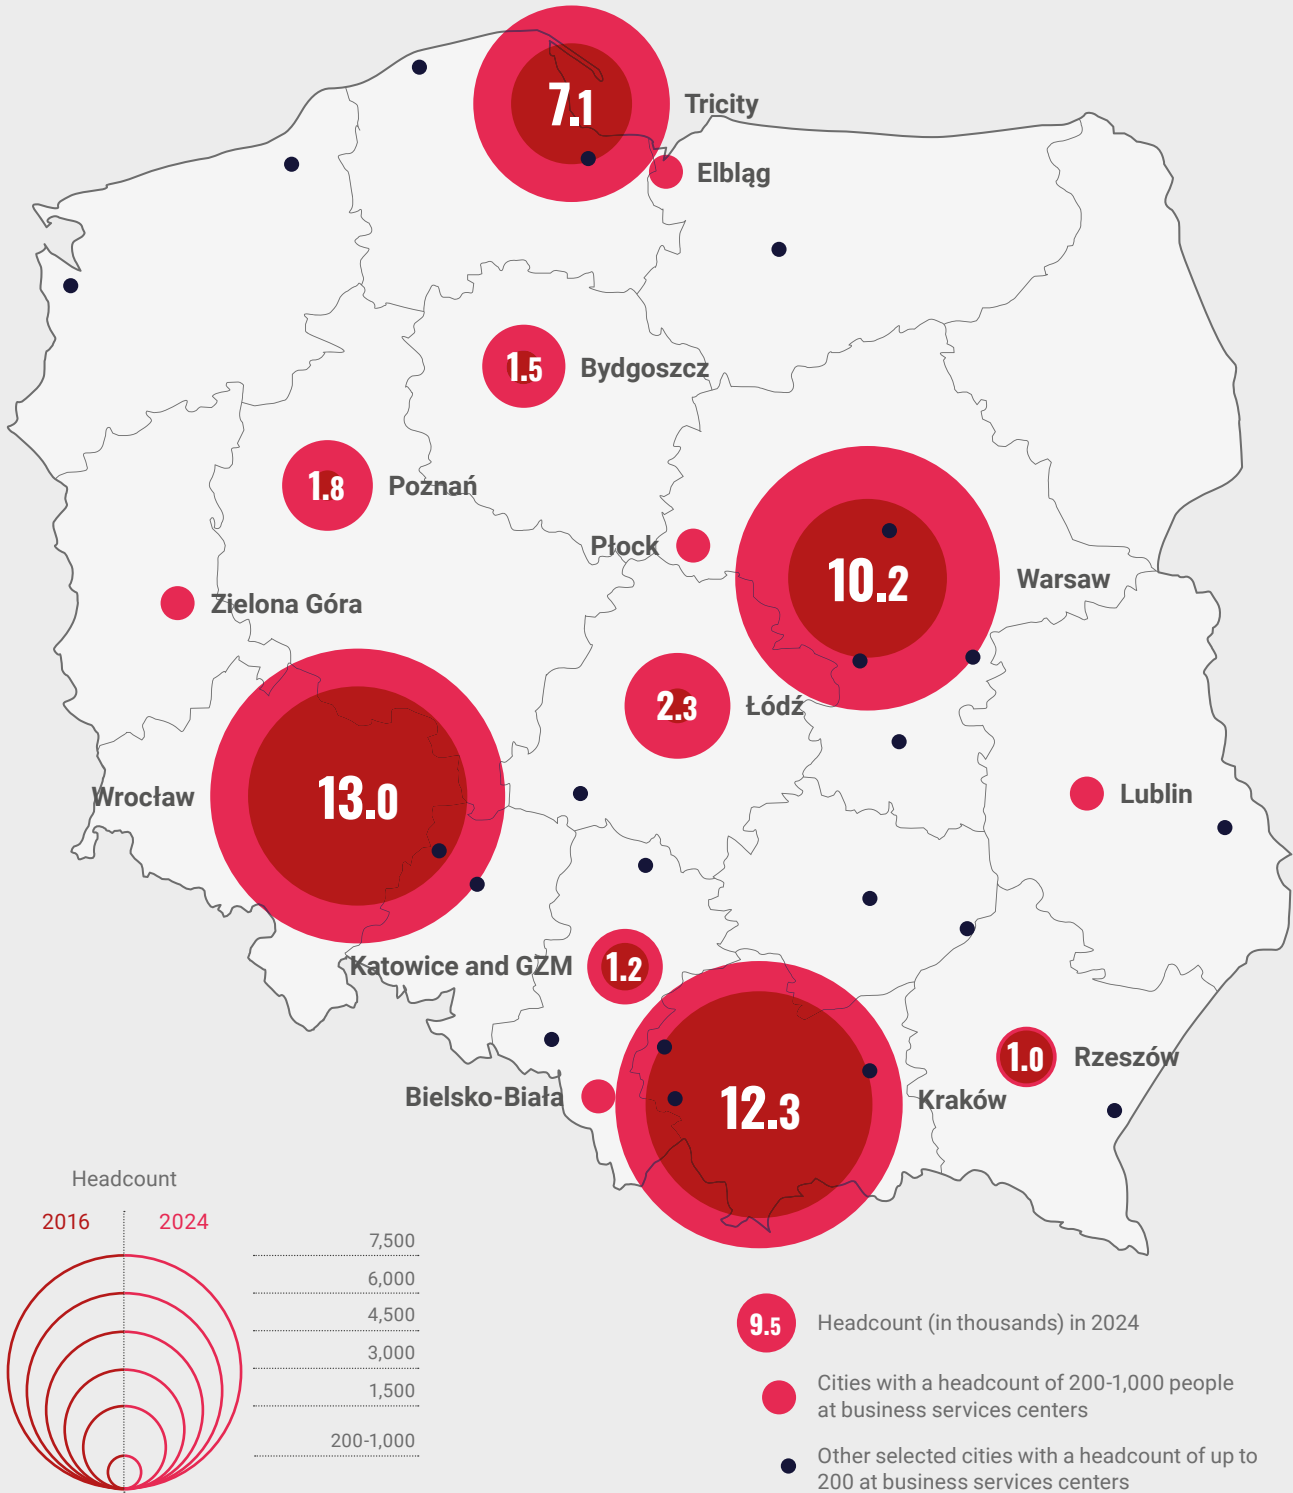 7.1
Tricity
Elbląg
1.5
Bydgoszcz
1.8
Poznań
Płock
10.2
Warsaw
Zielona Góra
2.3
Łódź
Wrocław
13.0
Lublin
Katowice and GZM
1.2
1.0
Rzeszów
Bielsko-Biała
12.3
Kraków
Headcount
2016
2024
7,500
6,000
4,500
3,000
1,500
200-1,000
9.5
Headcount (in thousands) in 2024
Cities with a headcount of 200-1,000 people
at business services centers
Other selected cities with a headcount of up to
200 at business services centers